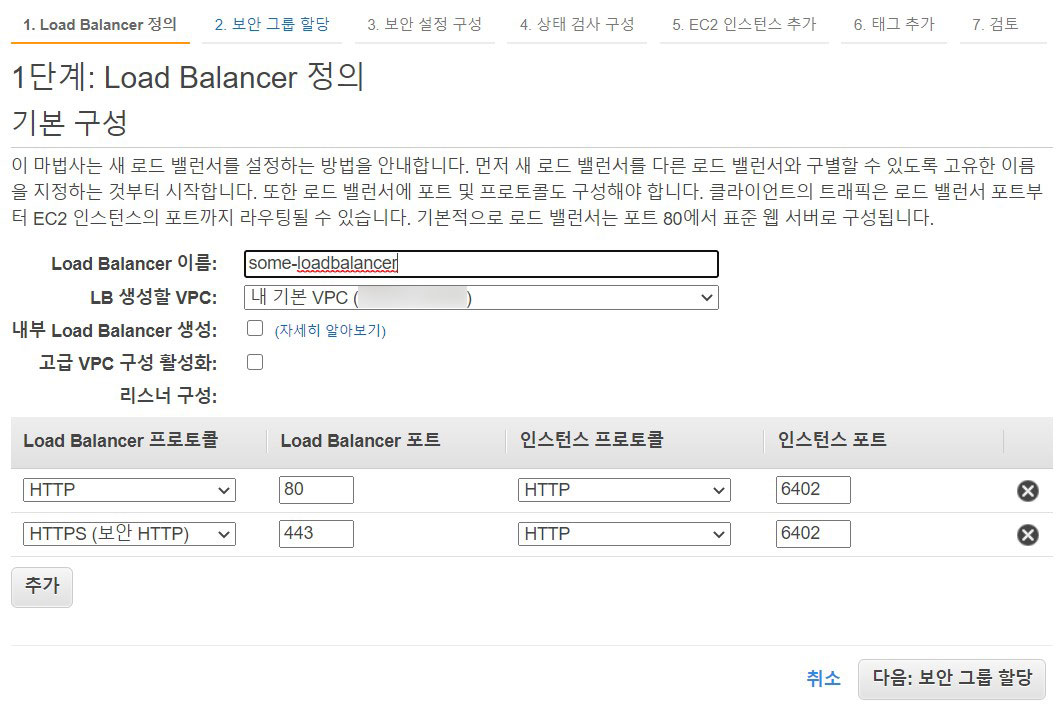 1. Load Balancer 정의 2. 보안 그룹 할당 3. 보안 설정 구성 4. 상태 검사 구성 5. EC2 인스턴스 추가 6. 태그 추가 7. 검토
1단계: Load Balancer 정의
기본 구성
이 마법사는 새 로드 밸런서를 설정하는 방법을 안내합니다. 먼저 새 로드 밸런서를 다른 로드 밸런서와 구별할 수 있도록 고유한 이름
을 지정하는 것부터 시작합니다. 또한 로드 밸런서에 포트 및 프로토콜도 구성해야 합니다. 클라이언트의 트래픽은 로드 밸런서 포트부
터 EC2 인스턴스의 포트까지 라우팅될 수 있습니다. 기본적으로 로드 밸런서는 포트 80에서 표준 웹 서버로 구성됩니다.
Load Balancer 이름: some-loadbalancer
LB 생성할 VPC: 내 기본 VPC ( )
내부 Load Balancer 생성: (자세히 알아보기)
고급 VPC 구성 활성화:
리스너 구성:
Load Balancer 프로토콜 Load Balancer 포트 인스턴스 프로토콜 인스턴스 포트
HTTP 80 HTTP 6402
HTTPS (보안 HTTP) 443 HTTP 6402
추가
취소 다음: 보안 그룹 할당